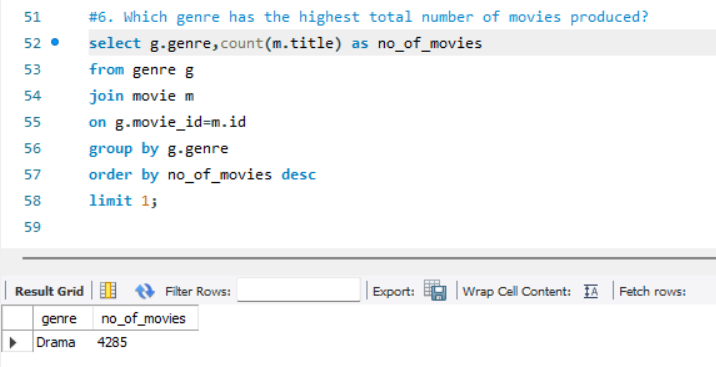 51 #6. Which genre has the highest total number of movies produced?
52 select g.genre,count(m.title) as no_of_movies
53 from genre g
54 join movie m
55 on g.movie_id=m.id
56 group by g.genre
57 order by no_of_movies desc
58 limit 1;
59
Result Grid Filter Rows: Export: Wrap Cell Content: IA Fetch rows:
genre no_of_movies
Drama 4285